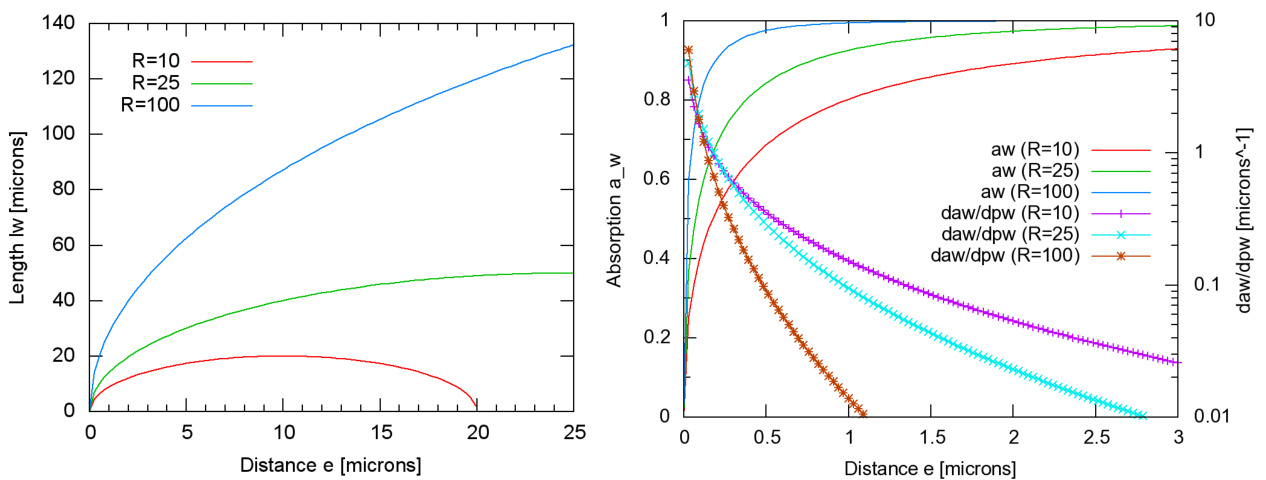 140
120
100
80
60
40
20
0
Length lw [microns]
R=10
R=25
R=100
0 5 10 15 20 25
Distance e [microns]
1
0.8
0.6
0.4
0.2
0
Absorption a_w
aw (R=10)
aw (R=25)
aw (R=100)
daw/dpw (R=10)
daw/dpw (R=25)
daw/dpw (R=100)
10
1
0.1
0.01
daw/dpw [microns^-1]
0 0.5 1 1.5 2 2.5 3
Distance e [microns]